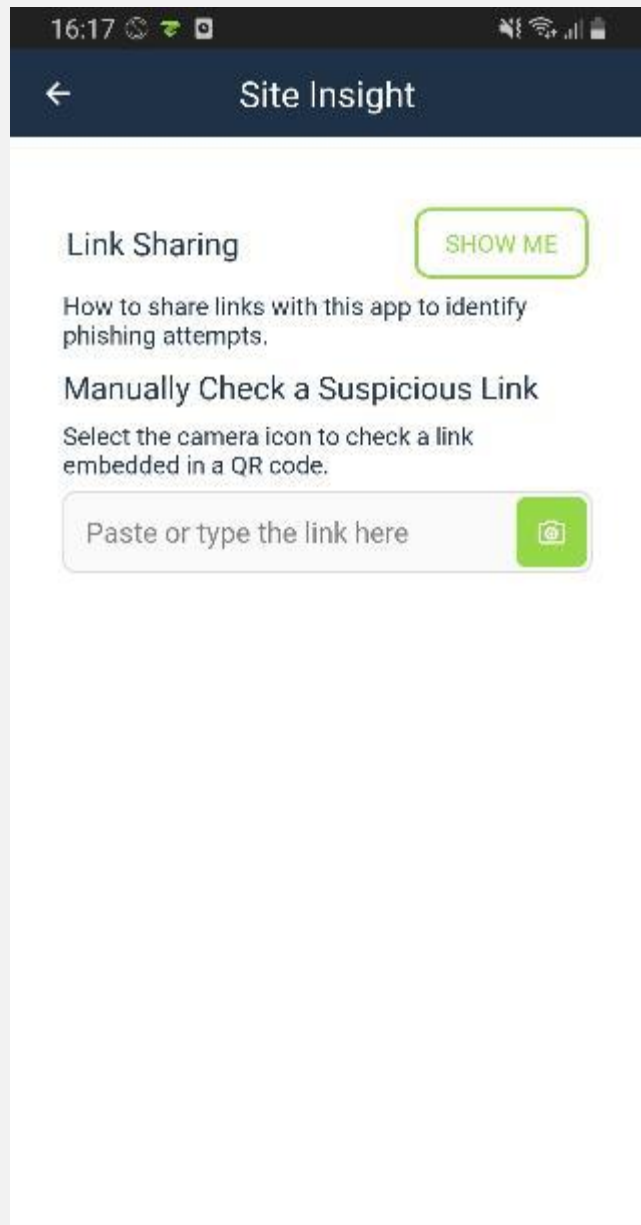 16:17
Site Insight
Link Sharing
SHOW ME
How to share links with this app to identify
phishing attempts.
Manually Check a Suspicious Link
Select the camera icon to check a link
embedded in a QR code.
Paste or type the link here